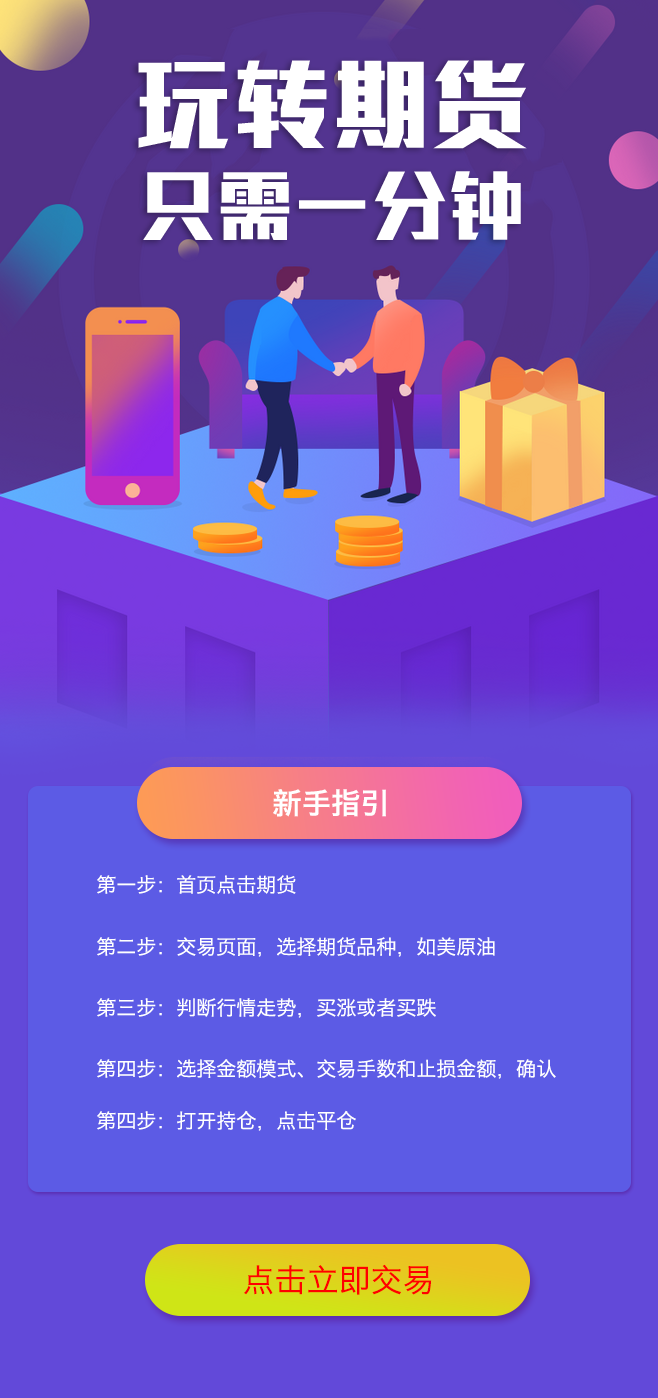 玩转期货
只需一分钟
新手指引
第一步：首页点击期货
第二步：交易页面，选择期货品种，如美原油
第三步：判断行情走势，买涨或者买跌
第四步：选择金额模式、交易手数和止损金额，确认
第四步：打开持仓，点击平仓
点击立即交易